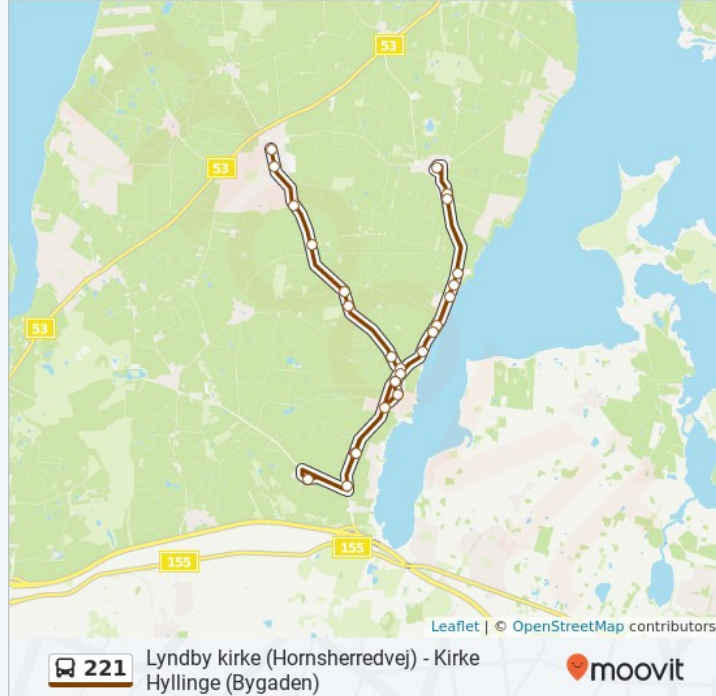 53
53
53
155
155
Leaflet | © OpenStreetMap contributors
221
Lyndby kirke (Hornsherredvej) - Kirke
Hyllinge (Bygaden)
moovit